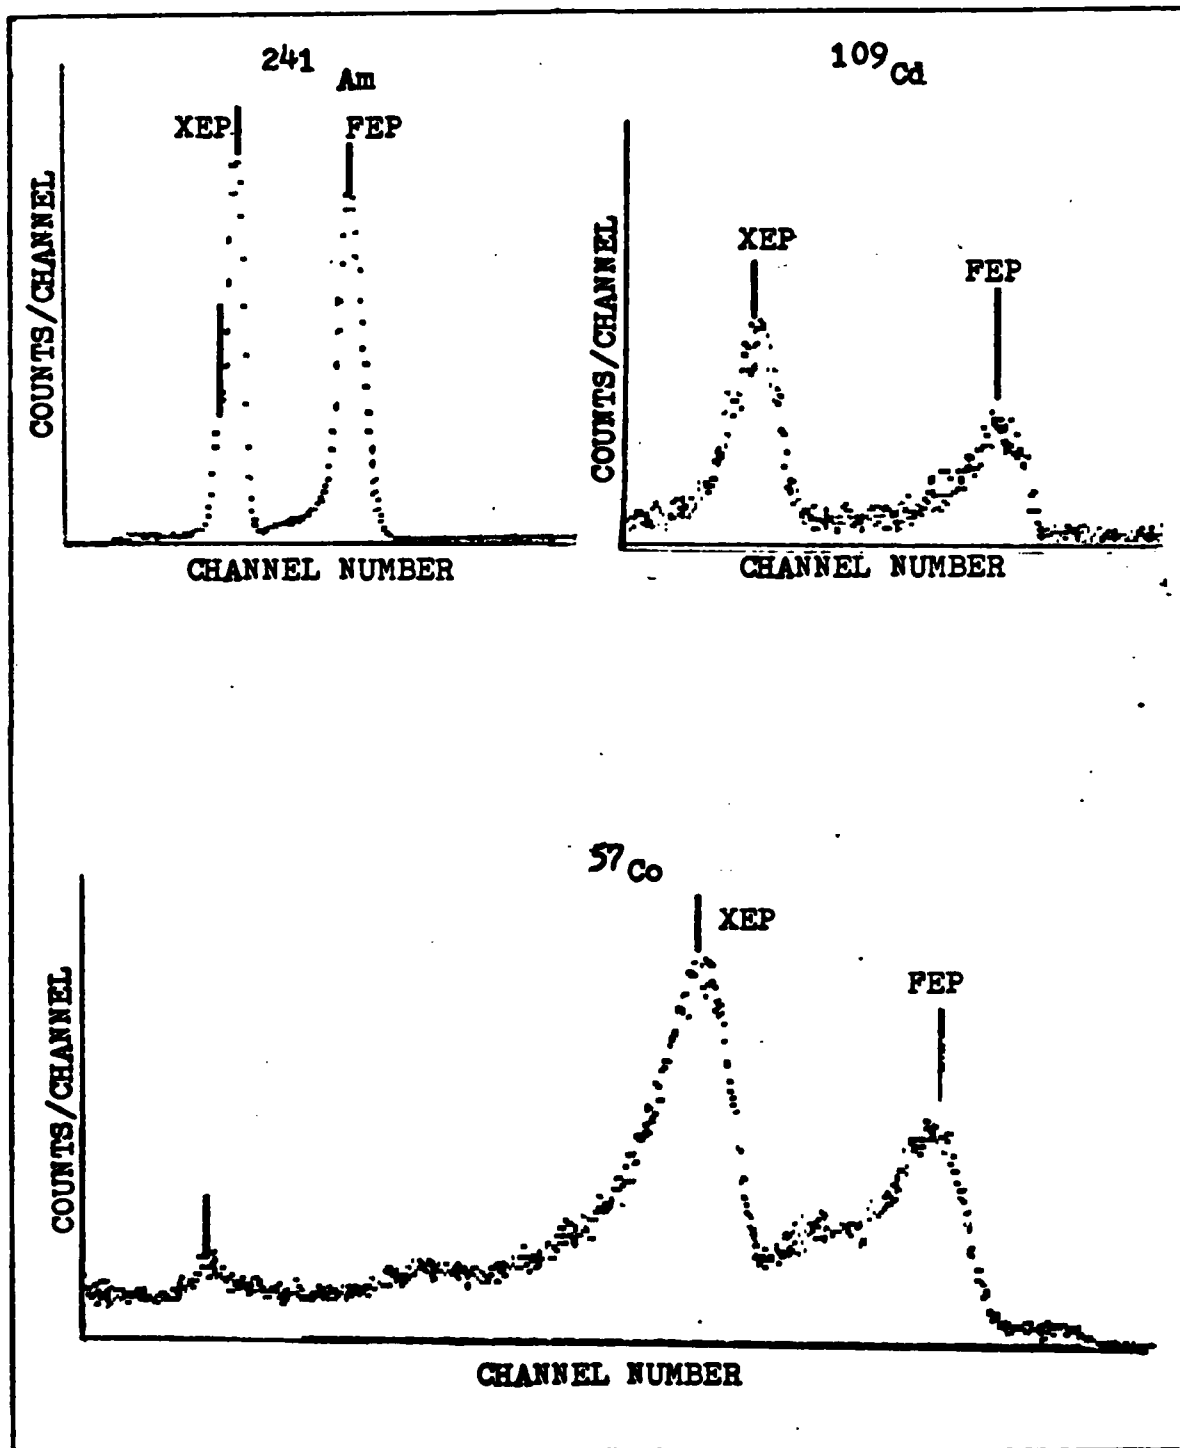 241 Am
XEP
FEP
COUNTS/CHANNEL
CHANNEL NUMBER
109 Cd
XEP
FEP
COUNTS/CHANNEL
CHANNEL NUMBER
57 Co
XEP
FEP
COUNTS/CHANNEL
CHANNEL NUMBER